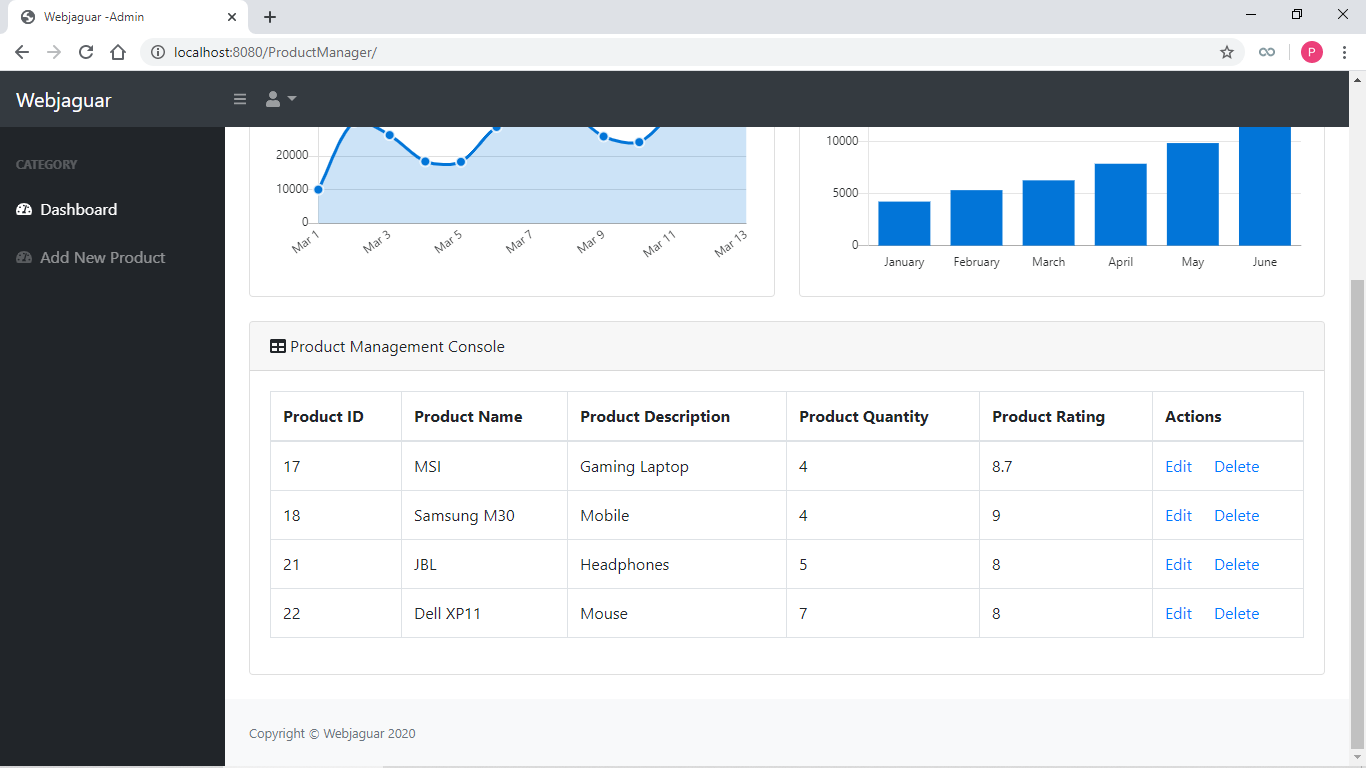 Webjaguar -Admin
localhost:8080/ProductManager/
P
Webjaguar
CATEGORY
Dashboard
Add New Product
20000
10000
0
Mar 1
Mar 3
Mar 5
Mar 7
Mar 9
Mar 11
Mar 13
10000
5000
0
January
February
March
April
May
June
Product Management Console
Product ID Product Name Product Description Product Quantity Product Rating Actions
17 MSI Gaming Laptop 4 8.7 Edit Delete
18 Samsung M30 Mobile 4 9 Edit Delete
21 JBL Headphones 5 8 Edit Delete
22 Dell XP11 Mouse 7 8 Edit Delete
Copyright © Webjaguar 2020